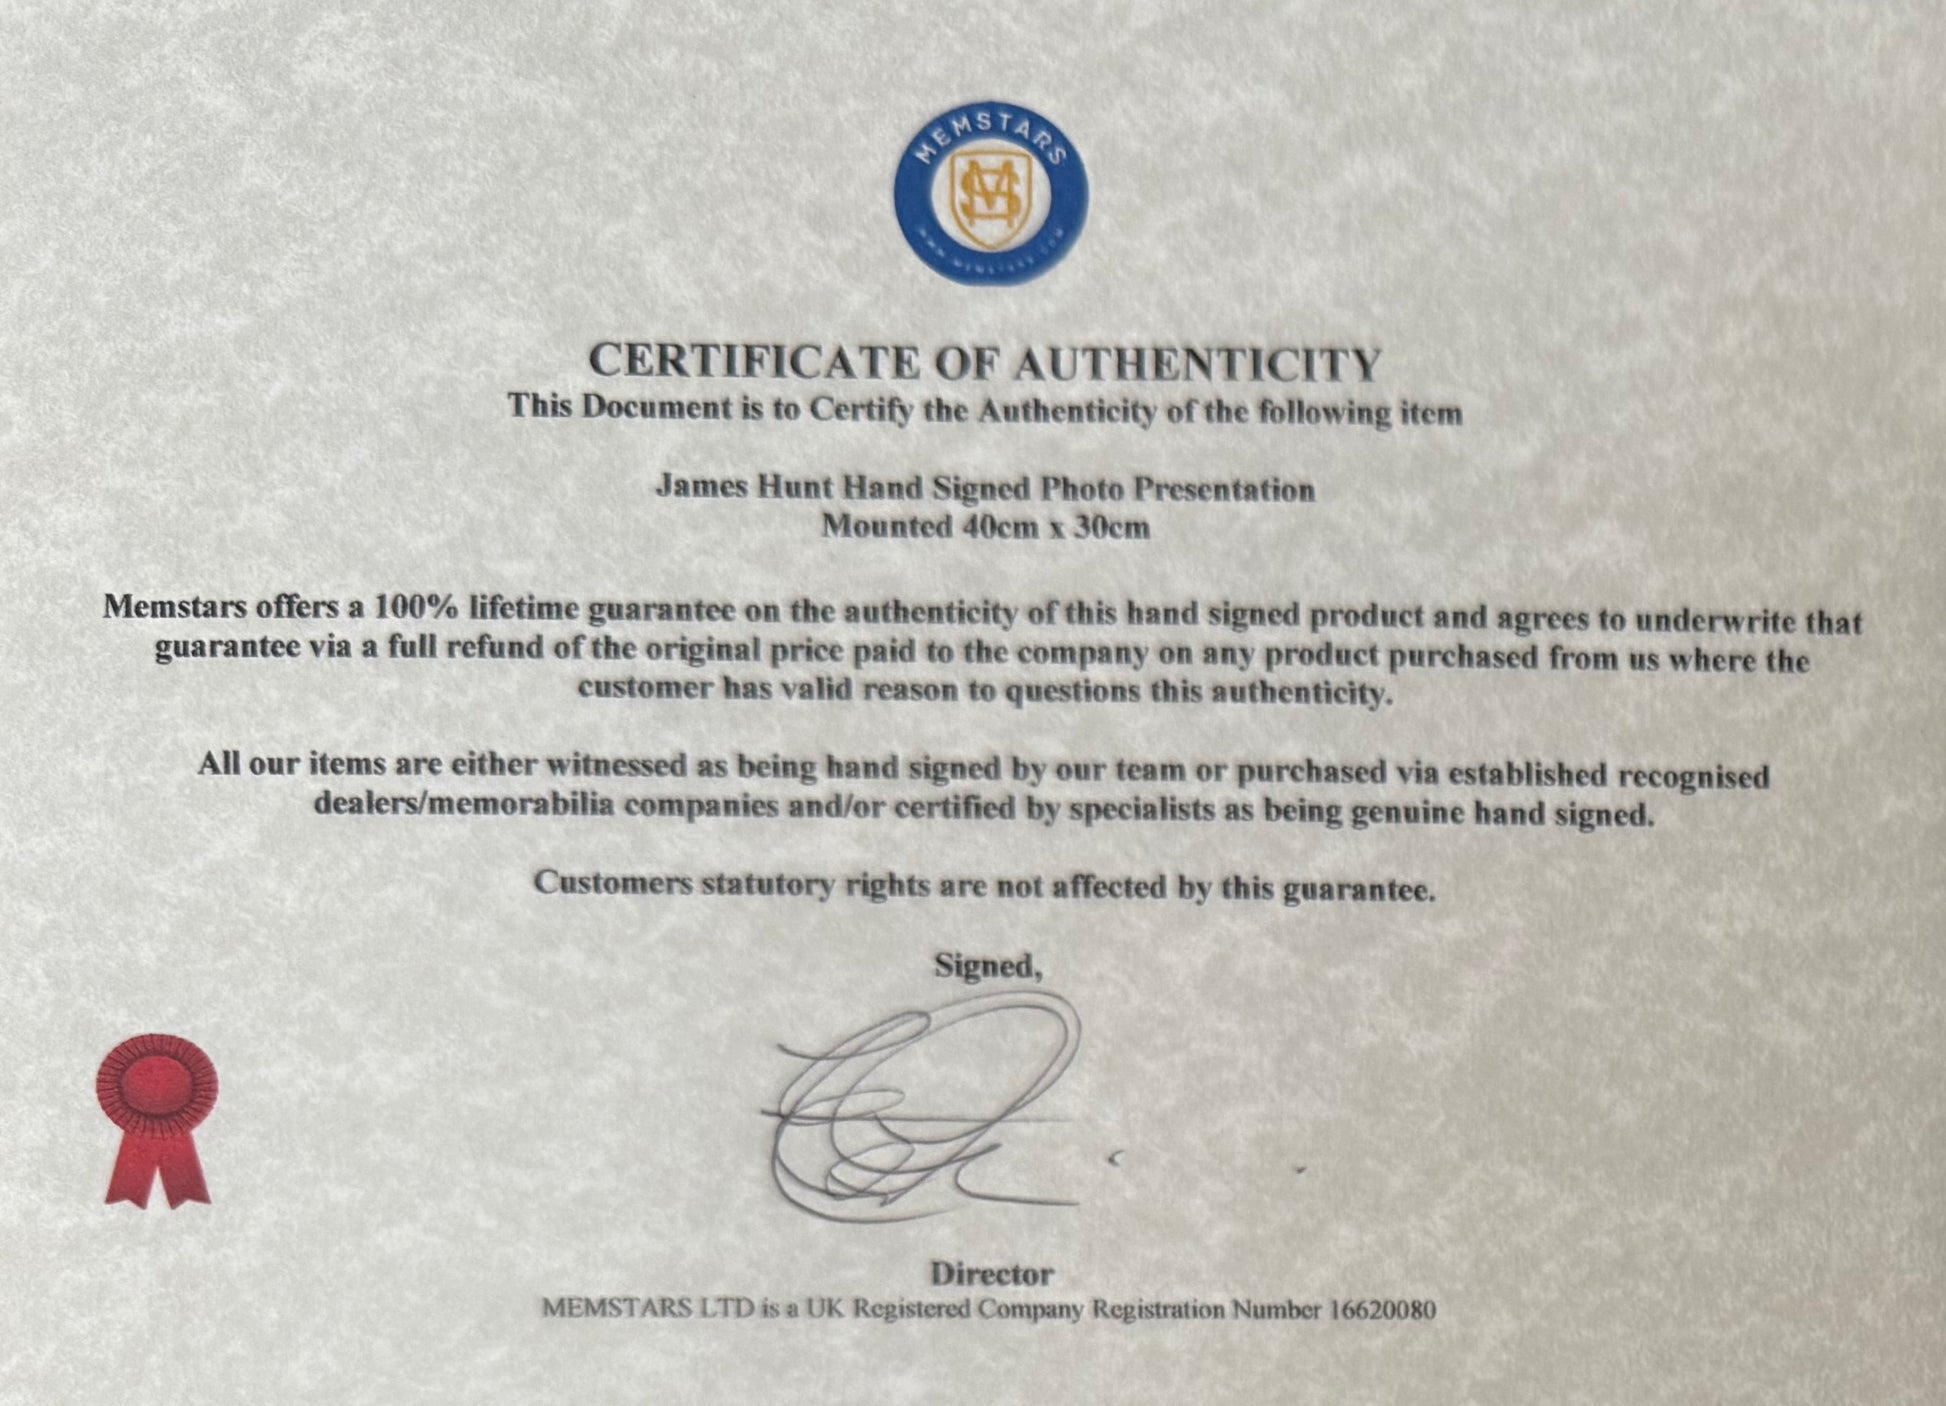 MEMSTARS
WWW.MEMSTARS.COM
CERTIFICATE OF AUTHENTICITY
This Document is to Certify the Authenticity of the following item
James Hunt Hand Signed Photo Presentation
Mounted 40cm x 30cm
Memstars offers a 100% lifetime guarantee on the authenticity of this hand signed product and agrees to underwrite that
guarantee via a full refund of the original price paid to the company on any product purchased from us where the
customer has valid reason to questions this authenticity.
All our items are either witnessed as being hand signed by our team or purchased via established recognised
dealers/memorabilia companies and/or certified by specialists as being genuine hand signed.
Customers statutory rights are not affected by this guarantee.
Signed,
Director
MEMSTARS LTD is a UK Registered Company Registration Number 16620080